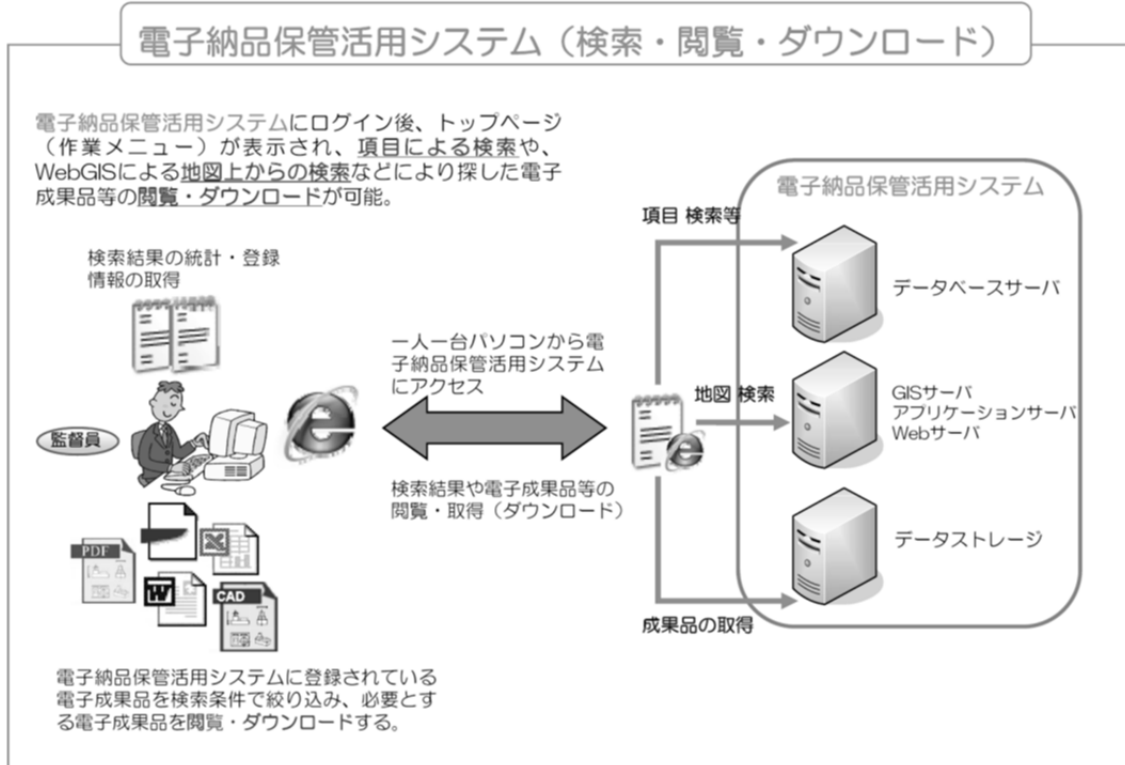 電子納品保管活用システム（検索・閲覧・ダウンロード）
電子納品保管活用システムにログイン後、トップページ
（作業メニュー）が表示され、項目による検索や、
WebGISによる地図上からの検索などにより探した電子
成果品等の閲覧・ダウンロードが可能。
検索結果の統計・登録
情報の取得
監督員
PDF
W
CAD
電子納品保管活用システムに登録されている
電子成果品を検索条件で絞り込み、必要とす
る電子成果品を閲覧・ダウンロードする。
一人一台パソコンから電
子納品保管活用システム
にアクセス
検索結果や電子成果品等の
閲覧・取得（ダウンロード）
項目 検索等
地図 検索
成果品の取得
電子納品保管活用システム
データベースサーバ
GISサーバ
アプリケーションサーバ
Webサーバ
データストレージ